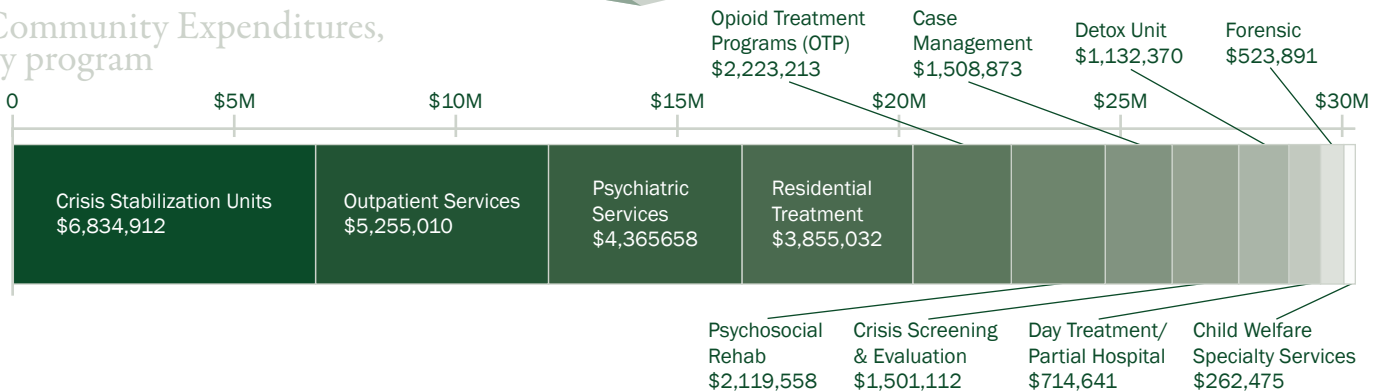 Community Expenditures,
y program
Opioid Treatment
Programs (OTP)
$2,223,213
Case
Management
$1,508,873
Detox Unit
$1,132,370
Forensic
$523,891
0 $5M $10M $15M $20M $25M $30M
Crisis Stabilization Units
$6,834,912
Outpatient Services
$5,255,010
Psychiatric
Services
$4,365658
Residential
Treatment
$3,855,032
Psychosocial
Rehab
$2,119,558
Crisis Screening
& Evaluation
$1,501,112
Day Treatment/
Partial Hospital
$714,641
Child Welfare
Specialty Services
$262,475